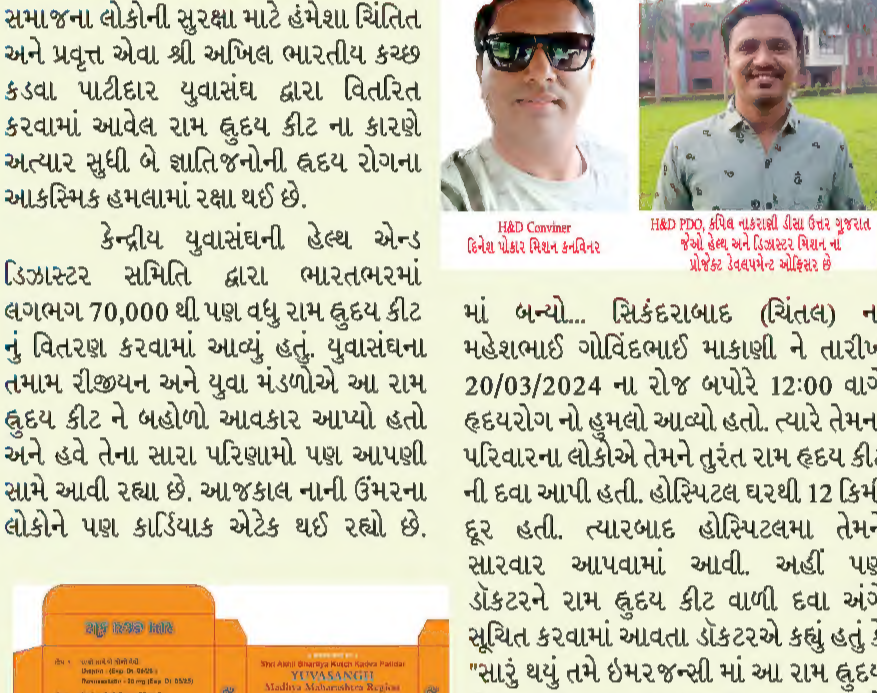 સમાજના લોકોની સુરક્ષા માટે હંમેશા ચિંતિત
અને પ્રવૃત્ત એવા શ્રી અખિલ ભારતીય કચ્છ
કડવા પાટીદાર યુવાસંઘ દ્વારા વિતરિત
કરવામાં આવેલ રામ હ્રુદય કીટ ના કારણે
અત્યાર સુધી બે જ્ઞાતિજનોની હ્રદય રોગના
આકસ્મિક હમલામાં રક્ષા થઈ છે.
કેન્દ્રીય યુવાસંઘની હેલ્થ એન્ડ
ડિઝાસ્ટર સમિતિ દ્વારા ભારતભરમાં
લગભગ 70,000 થી પણ વધુ રામ હ્રુદય કીટ
નું વિતરણ કરવામાં આવ્યું હતું. યુવાસંઘના
તમામ રીજીયન અને યુવા મંડળોએ આ રામ
હ્રુદય કીટ ને બહોળો આવકાર આપ્યો હતો
અને હવે તેના સારા પરિણામો પણ આપણી
સામે આવી રહ્યા છે. આજકાલ નાની ઉંમરના
લોકોને પણ કાર્ડિયાક એટેક થઈ રહ્યો છે.
H&D Conviner
દિનેશ પોકાર મિશન કનવિનર
H&D PDO, કપિલ નાકરાણી ડીસા ઉત્તર ગુજરાત
જેઓ હેલ્થ અને ડિઝાસ્ટર મિશન નાં
પ્રોજેક્ટ ડેવલપમેન્ટ ઓફિસર છે
માં બન્યો... સિકંદરાબાદ (ચિંતલ)
મહેશભાઈ ગોવિંદભાઈ માકાણી ને તારીખ
20/03/2024 ના રોજ બપોરે 12:00 વાગે
હૃદયરોગ નો હુમલો આવ્યો હતો. ત્યારે
પરિવારના લોકોએ તેમને તુરંત રામ હૃદય કીટ
ની દવા આપી હતી. હોસ્પિટલ ઘરથી 12 કિમી
દૂર હતી. ત્યારબાદ હોસ્પિટલમા તેમને
સારવાર આપવામાં આવી. અહીં પણ
ડૉકટરને રામ હ્રુદય કીટ વાળી દવા અંગે
સૂચિત કરવામાં આવતા ડૉકટરએ કહ્યું હતું કે
"સારું થયું તમે ઇમરજન્સી માં આ રામ હ્રુદય
Shri Akhil Bhartiya Kutch Kadva Patidar
YUVASANGH
Madhya Maharashtra Region